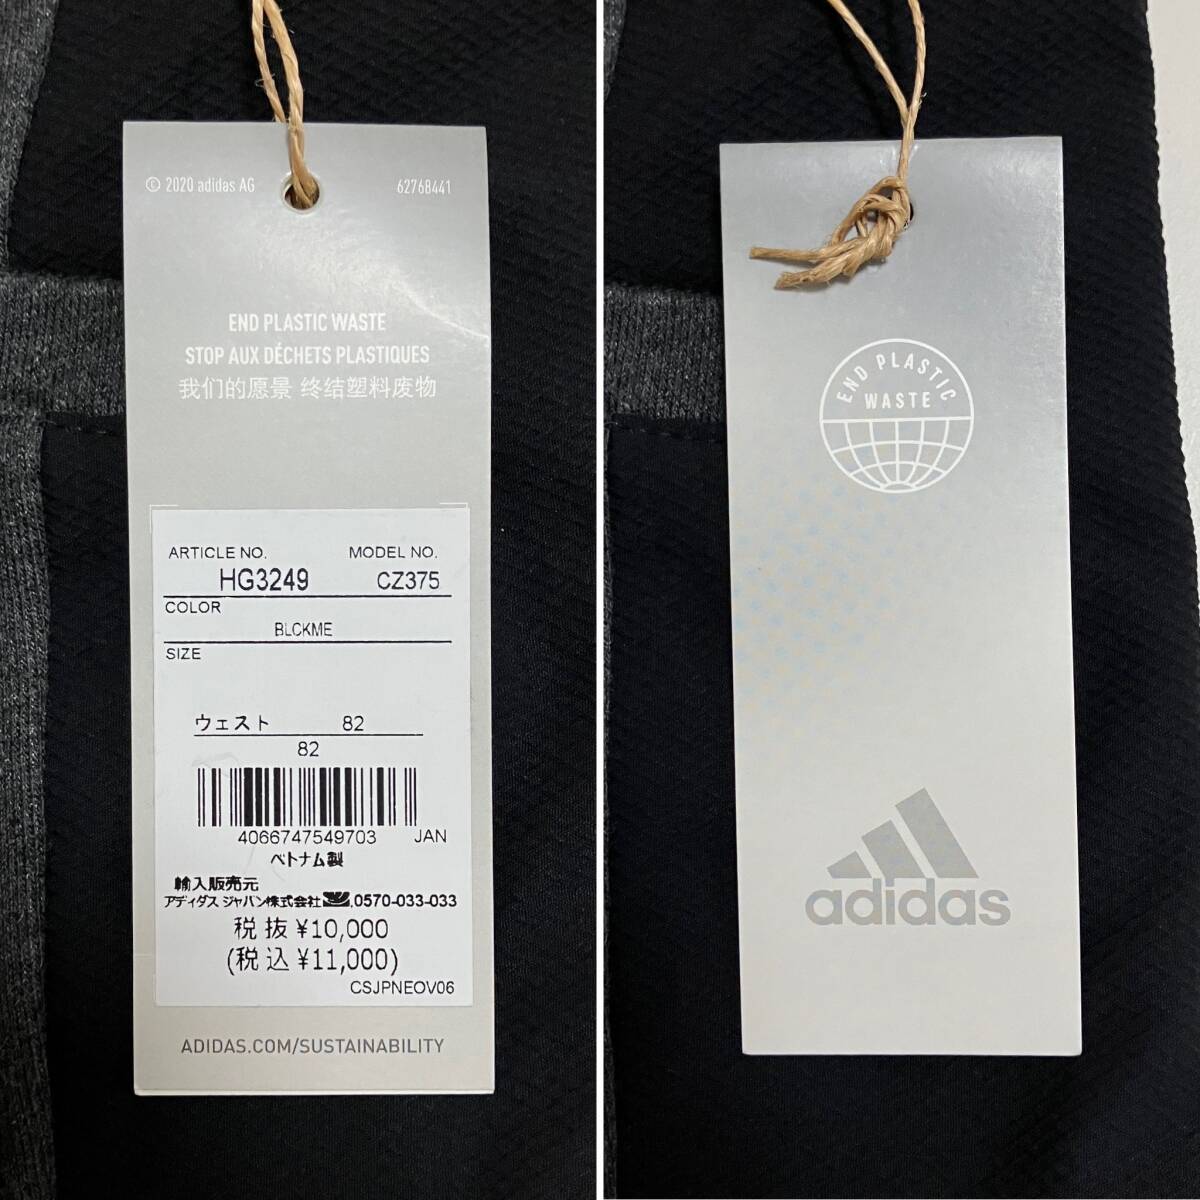 © 2020 adidas AG 62768441
END PLASTIC WASTE
STOP AUX DÉCHETS PLASTIQUES
我们的愿景 终结塑料废物
ARTICLE NO. MODEL NO.
HG3249 CZ375
COLOR
BLCKME
SIZE
ウェスト 82
82
4066747549703 JAN
ベトナム製
輸入販売元
アディダス ジャパン株式会社 0570-033-033
税 抜 ¥10,000
(税 込 ¥11,000)
CSJPNEOV06
ADIDAS.COM/SUSTAINABILITY
END PLASTIC
WASTE
adidas